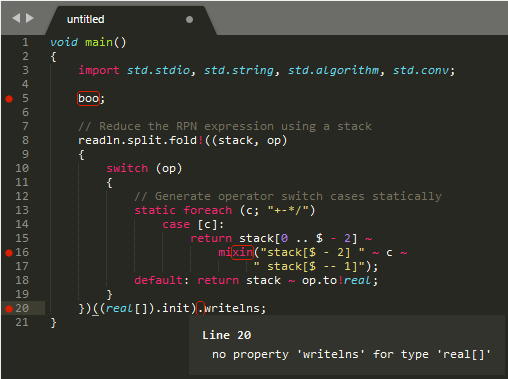 untitled
1 void main()
2 {
3 import std.stdio, std.string, std.algorithm, std.conv;
4
5 boo;
6
7 // Reduce the RPN expression using a stack
8 readln.split.fold!((stack, op)
9 {
10 switch (op)
11 {
12 // Generate operator switch cases statically
13 static foreach (c; "+-*/")
14 case [c]:
15 return stack[0 .. $ - 2] ~
16 mixin("stack[$ - 2] " ~ c ~
17 " stack[$ -- 1]");
18 default: return stack ~ op.to!real;
19 }
20 })((real[]).init).writelns;
21 }
Line 20
no property 'writelns' for type 'real[]'